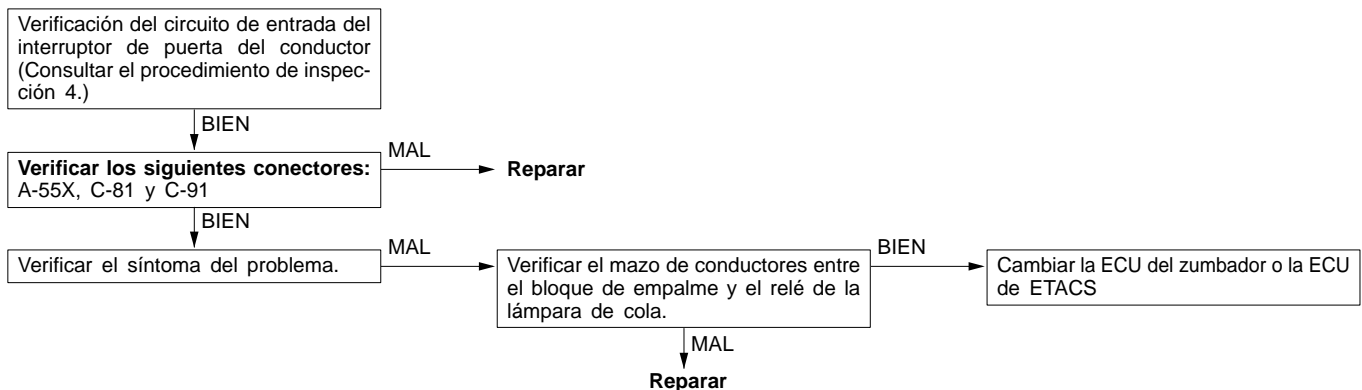 Verificación del circuito de entrada del
interruptor de puerta del conductor
(Consultar el procedimiento de inspec-
ción 4.)
BIEN
Verificar los siguientes conectores:
A-55X, C-81 y C-91
MAL
Reparar
BIEN
Verificar el síntoma del problema.
MAL
Verificar el mazo de conductores entre
el bloque de empalme y el relé de la
lámpara de cola.
BIEN
Cambiar la ECU del zumbador o la ECU
de ETACS
MAL
Reparar